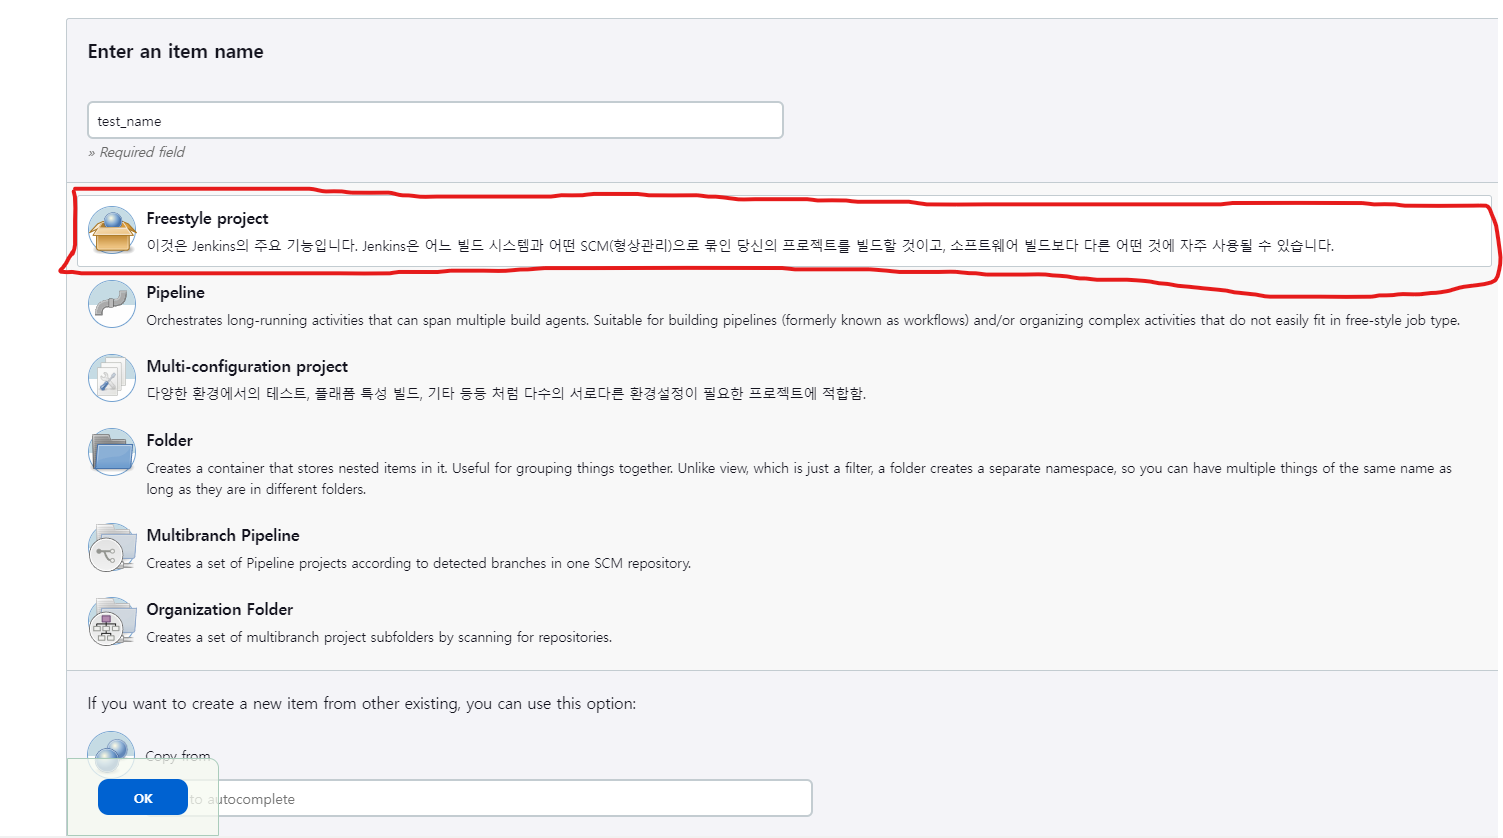 Enter an item name
test_name
» Required field
Freestyle project
이것은 Jenkins의 주요 기능입니다. Jenkins은 어느 빌드 시스템과 어떤 SCM(형상관리)으로 묶인 당신의 프로젝트를 빌드할 것이고, 소프트웨어 빌드보다 다른 어떤 것에 자주 사용될 수 있습니다.
Pipeline
Orchestrates long-running activities that can span multiple build agents. Suitable for building pipelines (formerly known as workflows) and/or organizing complex activities that do not easily fit in free-style job type.
Multi-configuration project
다양한 환경에서의 테스트, 플래폼 특성 빌드, 기타 등등 처럼 다수의 서로다른 환경설정이 필요한 프로젝트에 적합함.
Folder
Creates a container that stores nested items in it. Useful for grouping things together. Unlike view, which is just a filter, a folder creates a separate namespace, so you can have multiple things of the same name as
long as they are in different folders.
Multibranch Pipeline
Creates a set of Pipeline projects according to detected branches in one SCM repository.
Organization Folder
Creates a set of multibranch project subfolders by scanning for repositories.
If you want to create a new item from other existing, you can use this option:
Copy from
OK to autocomplete